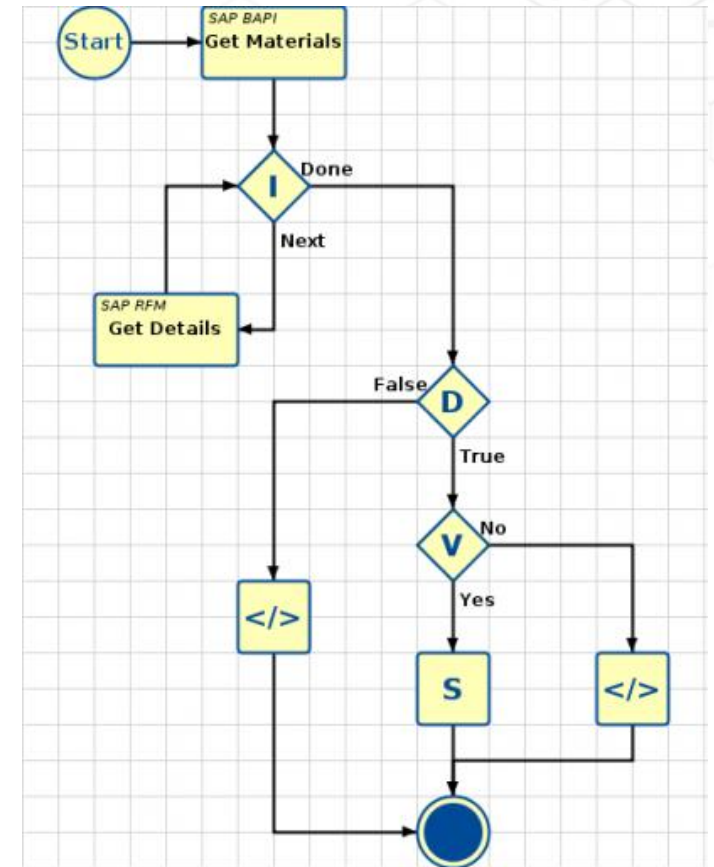 SAP BAPI
Start
Get Materials
Done
I
Next
SAP RFM
Get Details
False
D
True
No
V
Yes
</>
S
</>